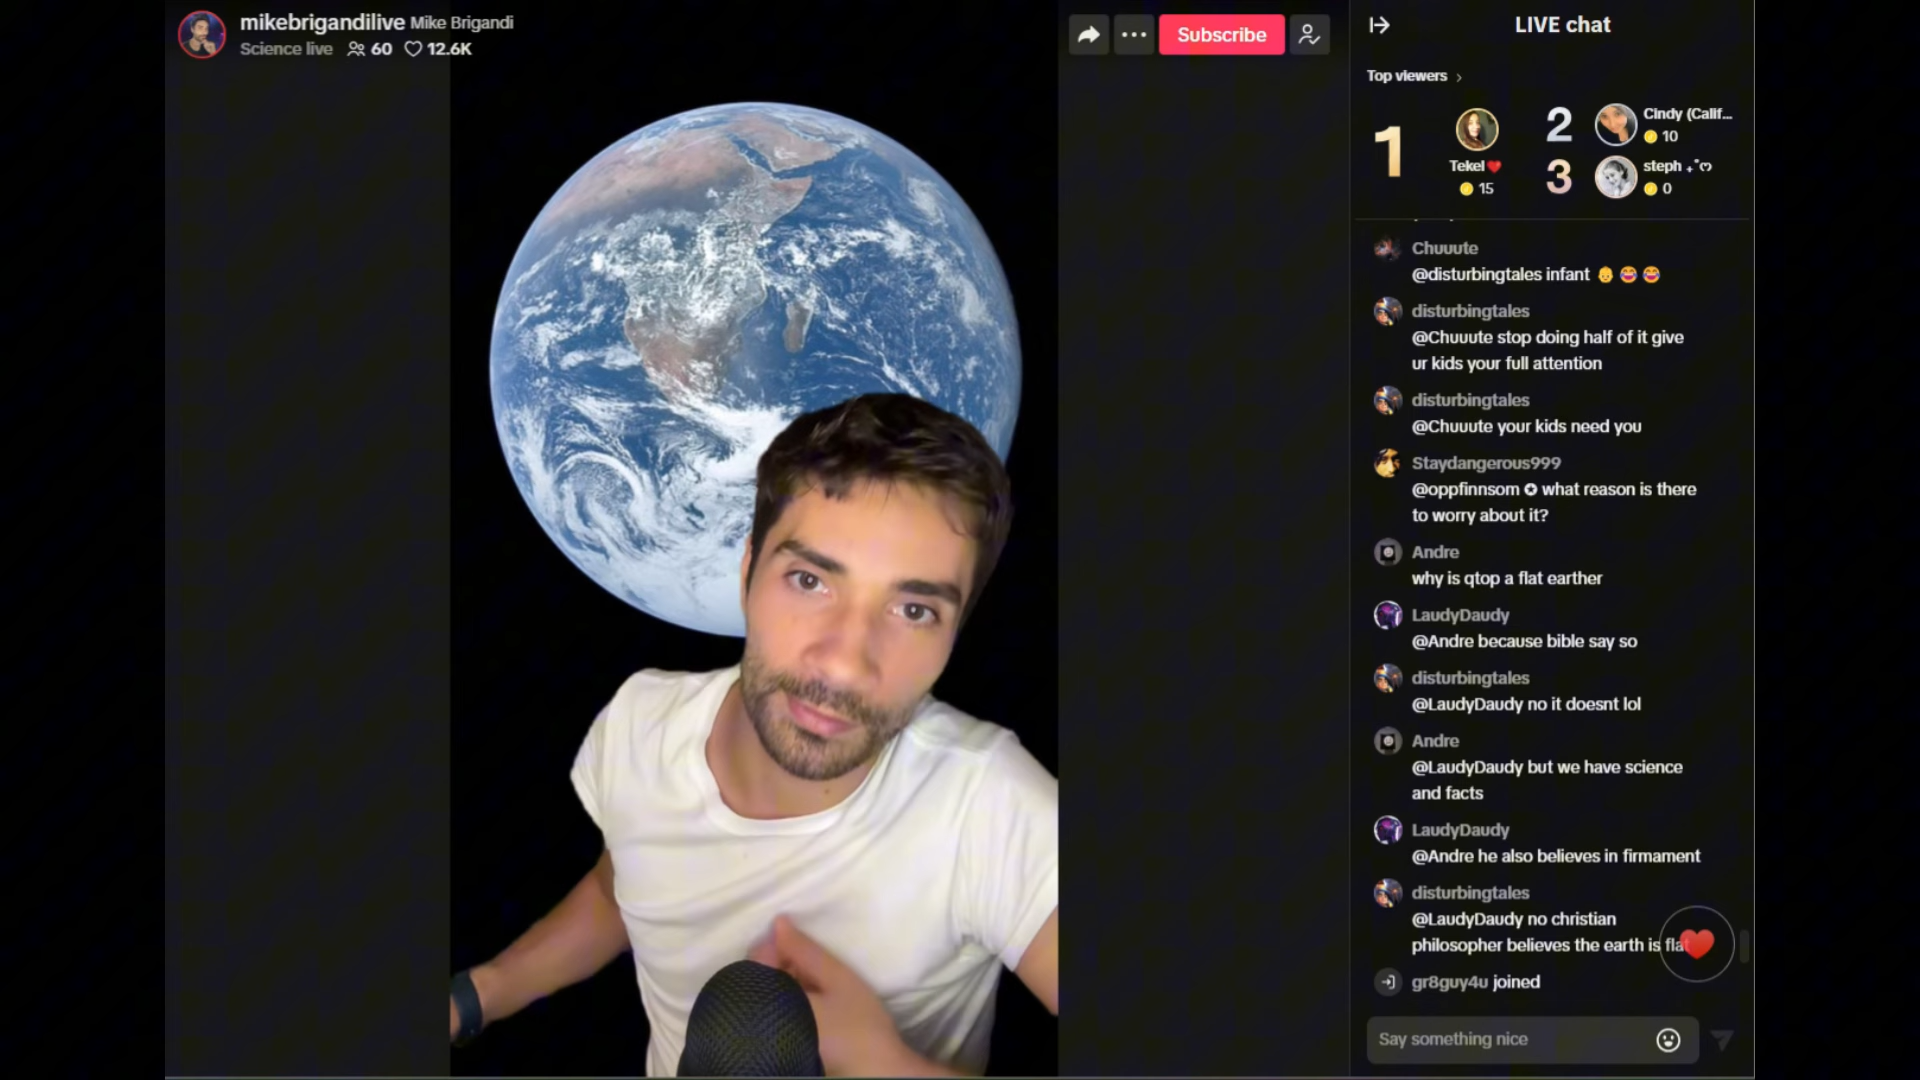 mikebrigandilive Mike Brigandi
Science live 60 12.6K
Subscribe
LIVE chat
Top viewers
1
Tekel
15
2
Cindy (Calif...
10
3
steph
0
Chuuute
@disturbingtales infant
disturbingtales
@Chuuute stop doing half of it give
ur kids your full attention
disturbingtales
@Chuuute your kids need you
Staydangerous999
@oppfinnsom ✪ what reason is there
to worry about it?
Andre
why is qtop a flat earther
LaudyDaudy
@Andre because bible say so
disturbingtales
@LaudyDaudy no it doesnt lol
Andre
@LaudyDaudy but we have science
and facts
LaudyDaudy
@Andre he also believes in firmament
disturbingtales
@LaudyDaudy no christian
philosopher believes the earth is flat
gr8guy4u joined
Say something nice